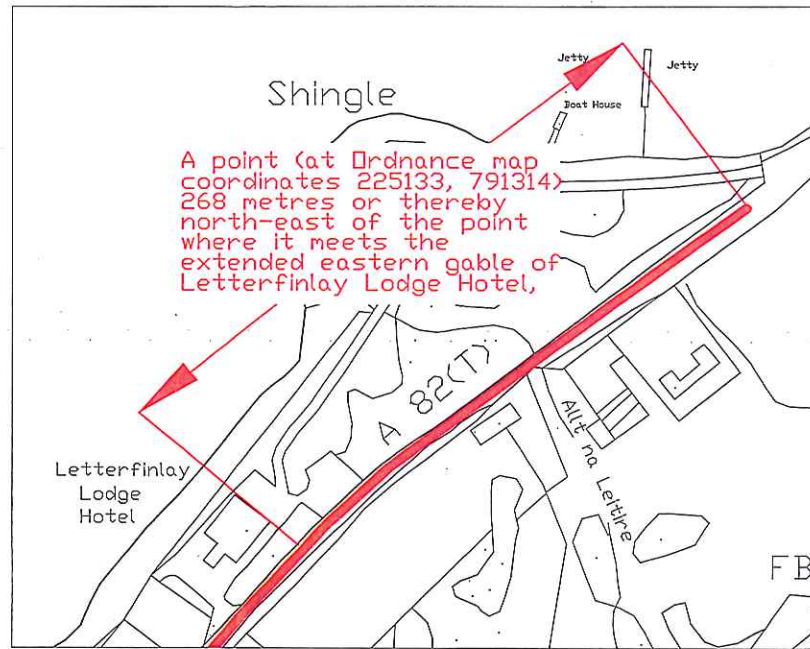 Jetty
Jetty
Boat House
Shingle
A point (at Ordnance map
coordinates 225133, 791314)
268 metres or thereby
north-east of the point
where it meets the
extended eastern gable of
Letterfinlay Lodge Hotel,
A 82(T)
Allt na Leitire
Letterfinlay
Lodge
Hotel
FB